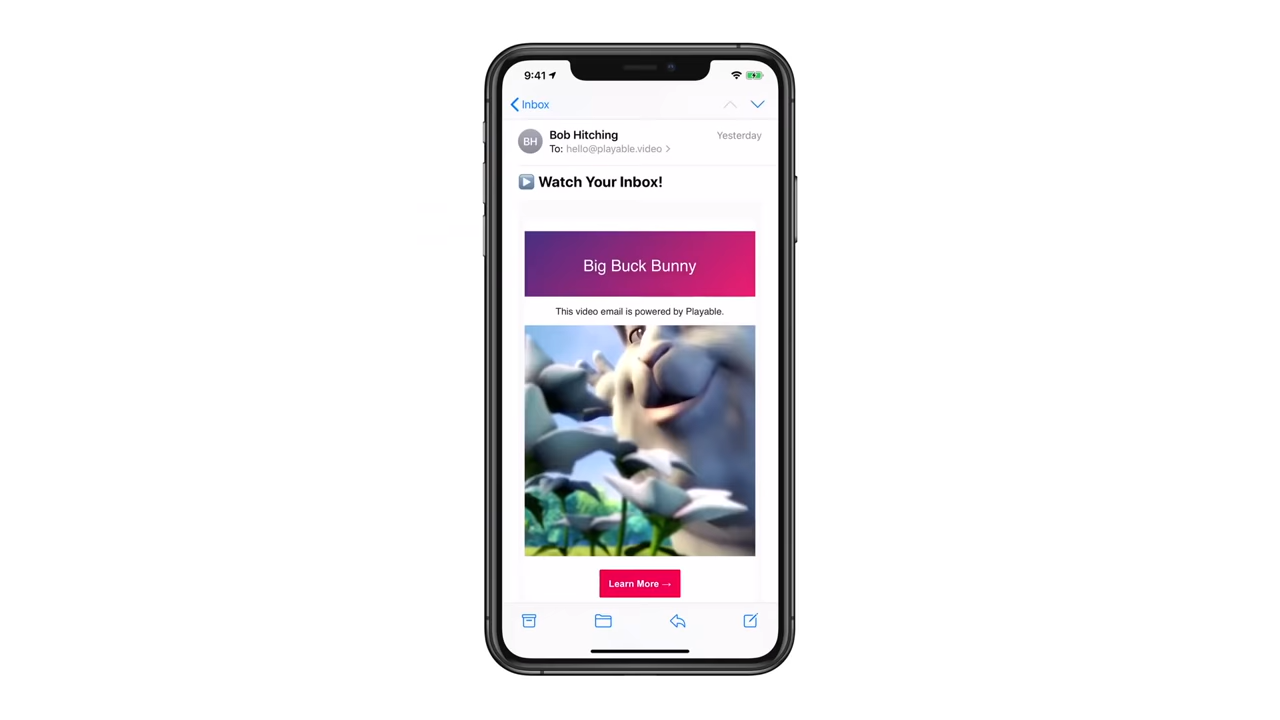 9:41
Inbox
BH
Bob Hitching
Yesterday
To: hello@playable.video >
Watch Your Inbox!
Big Buck Bunny
This video email is powered by Playable.
Learn More →